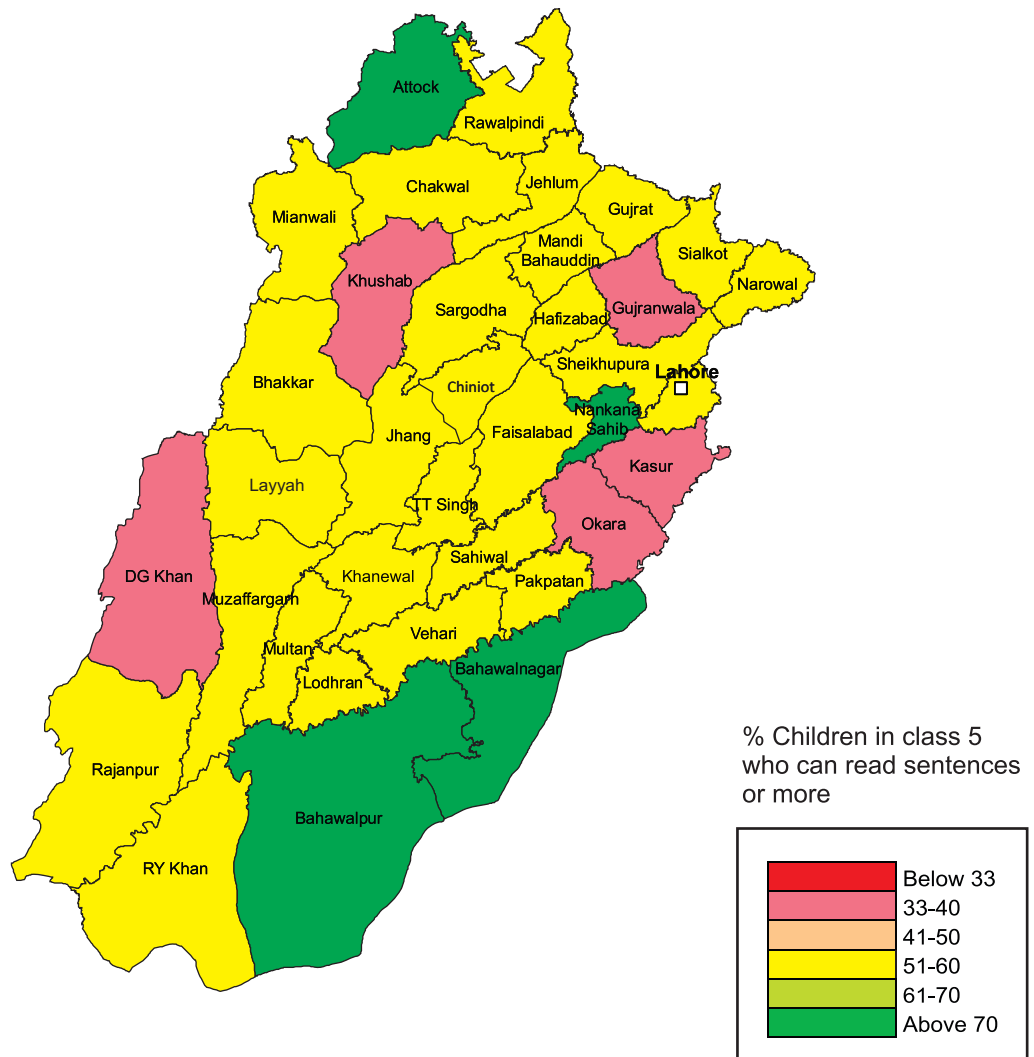 Attock
Rawalpindi
Chakwal
Jehlum
Mianwali
Gujrat
Mandi
Bahauddin
Sialkot
Khushab
Narowal
Sargodha
Hafizabad
Gujranwala
Sheikhupura
Lahore
Bhakkar
Chiniot
Nankana
Sahib
Jhang
Faisalabad
Kasur
Layyah
TT Singh
Okara
Sahiwal
DG Khan
Khanewal
Pakpatan
Muzaffargarh
Vehari
Multan
Bahawalnagar
Lodhran
Rajanpur
Bahawalpur
RY Khan
% Children in class 5
who can read sentences
or more
Below 33
33-40
41-50
51-60
61-70
Above 70